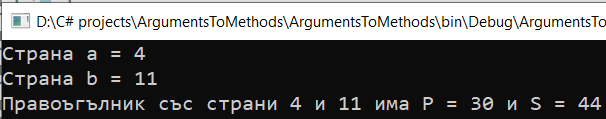 D:\C# projects\ArgumentsToMethods\ArgumentsToMethods\bin\Debug\ArgumentsTo
Страна a = 4
Страна b = 11
Правоъгълник със страни 4 и 11 има P = 30 и S = 44